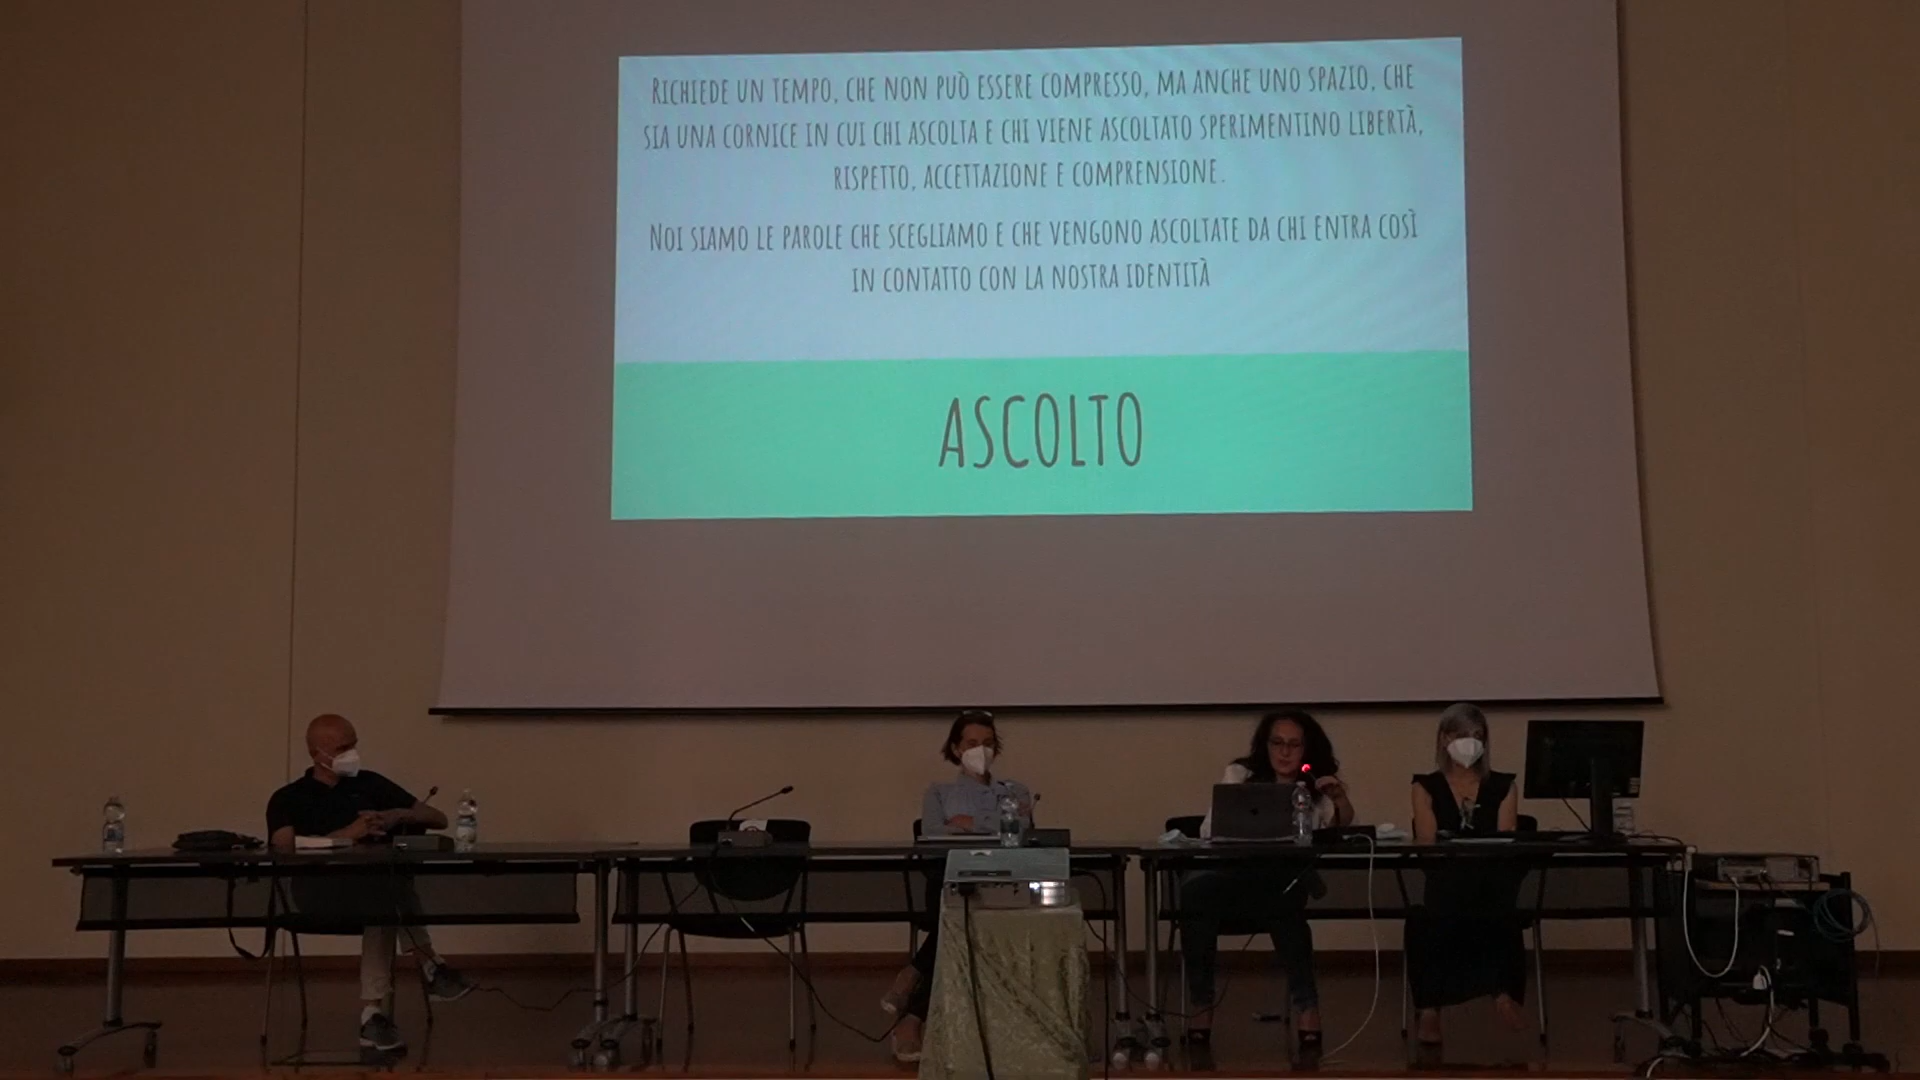 RICHIEDE UN TEMPO, CHE NON PUÒ ESSERE COMPRESSO, MA ANCHE UNO SPAZIO, CHE
SIA UNA CORNICE IN CUI CHI ASCOLTA E CHI VIENE ASCOLTATO SPERIMENTINO LIBERTÀ,
RISPETTO, ACCETTAZIONE E COMPRENSIONE.
NOI SIAMO LE PAROLE CHE SCEGLIAMO E CHE VENGONO ASCOLTATE DA CHI ENTRA COSÌ
IN CONTATTO CON LA NOSTRA IDENTITÀ
ASCOLTO